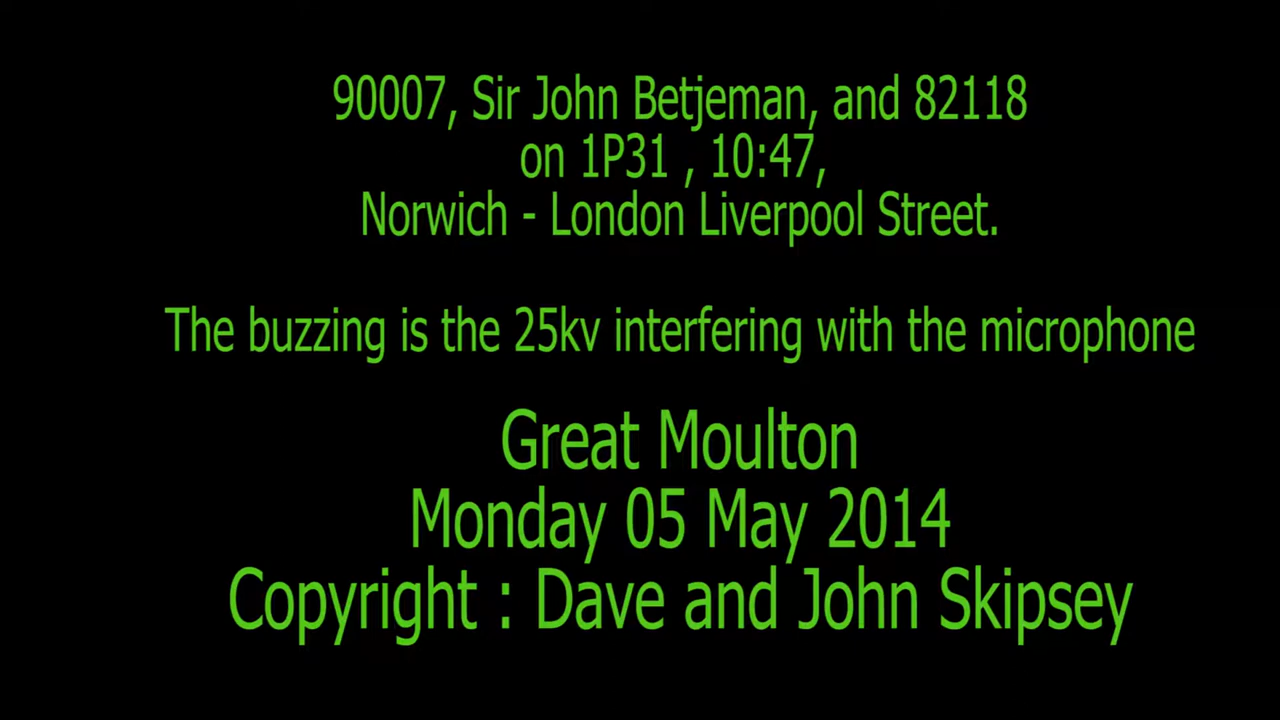 90007, Sir John Betjeman, and 82118
on 1P31 , 10:47,
Norwich - London Liverpool Street.
The buzzing is the 25kv interfering with the microphone
Great Moulton
Monday 05 May 2014
Copyright : Dave and John Skipsey